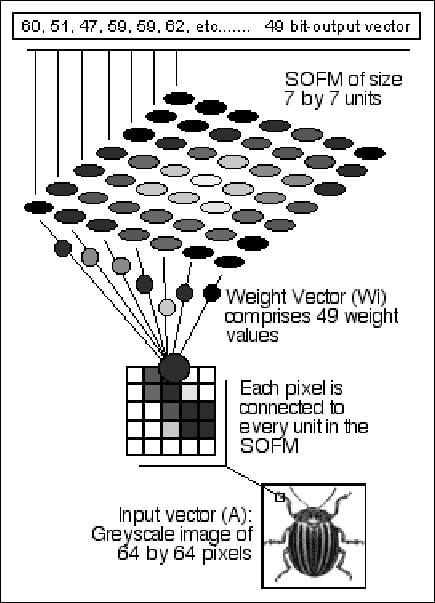 60, 51, 47, 59, 59, 62, etc....... 49 bit output vector
SOFM of size
7 by 7 units
Weight Vector (Wi)
comprises 49 weight
values
Each pixel is
connected to
every unit in the
SOFM
Input vector (A):
Greyscale image of
64 by 64 pixels